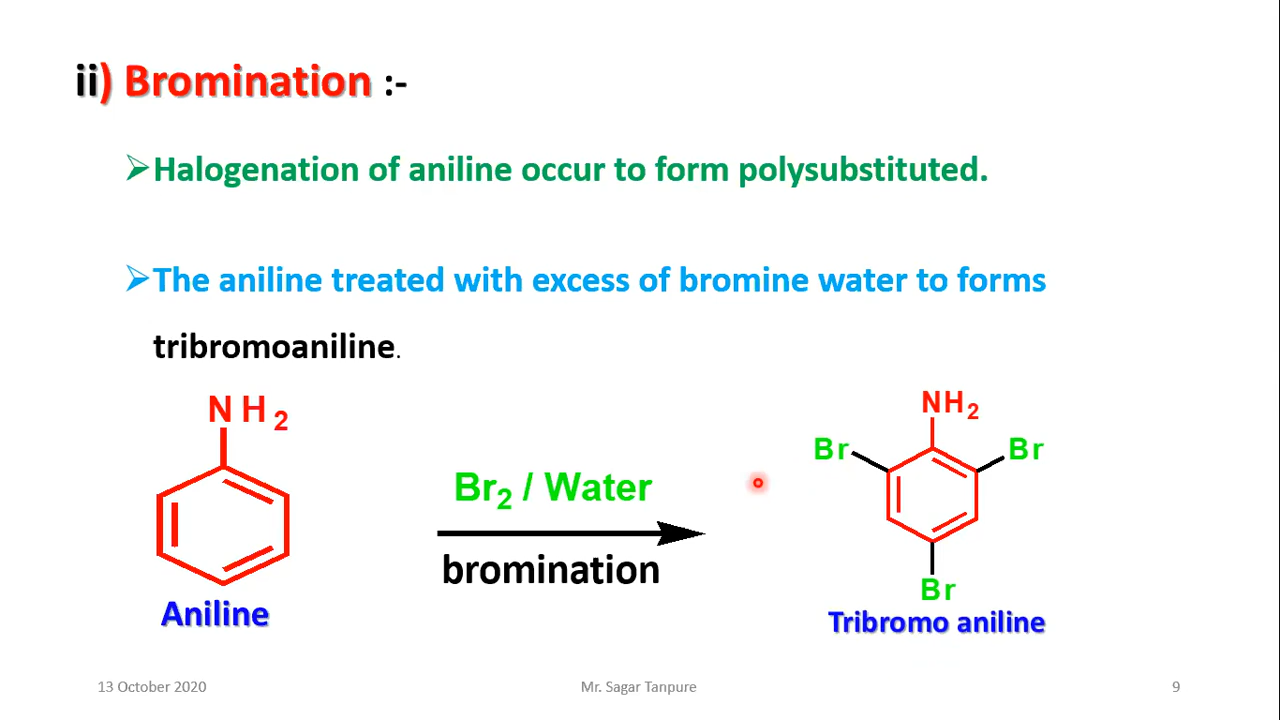 ii) Bromination :-
➢Halogenation of aniline occur to form polysubstituted.
➢The aniline treated with excess of bromine water to forms
tribromoaniline.
NH2
Br2 / Water
bromination
Aniline
NH2
Br Br
Br
Tribromo aniline
13 October 2020 Mr. Sagar Tanpure 9